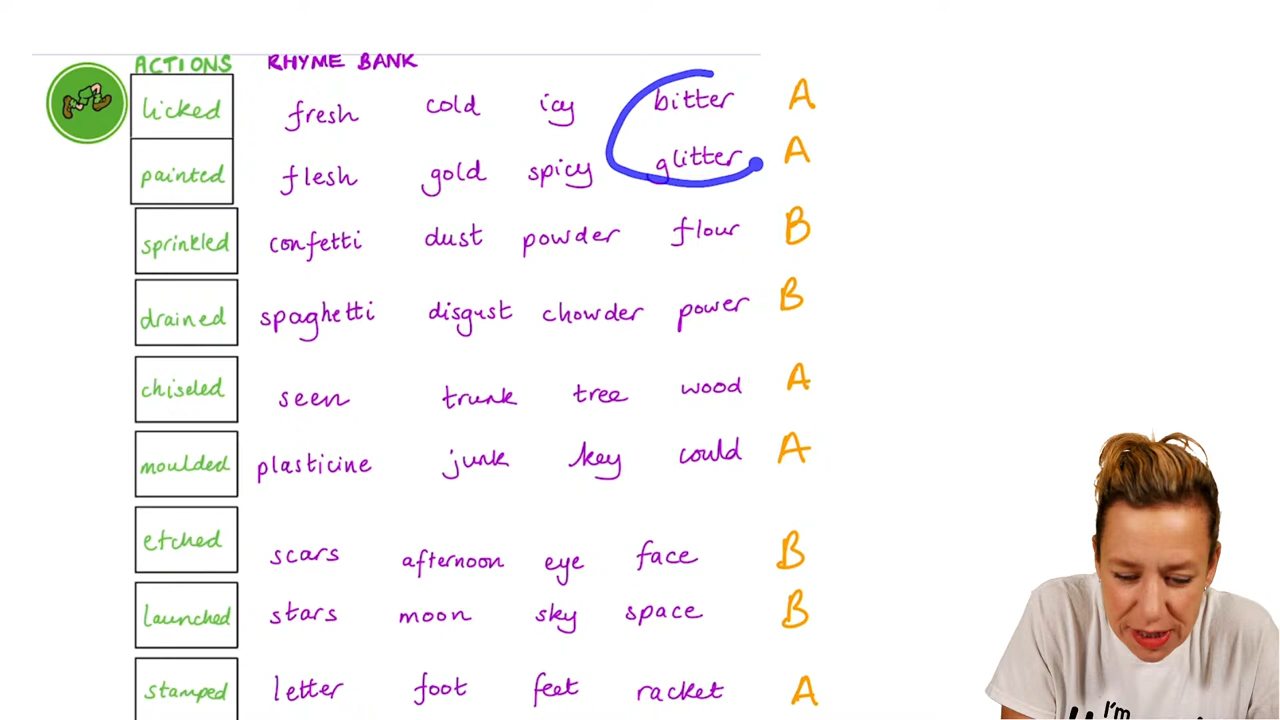 ACTIONS RHYME BANK
licked fresh cold icy bitter A
painted flesh gold spicy glitter A
sprinkled confetti dust powder flour B
drained spaghetti disgust chowder power B
chiseled seen trunk tree wood A
moulded plasticine junk key could A
etched scars afternoon eye face B
launched stars moon sky space B
stamped letter foot feet racket A
I'm